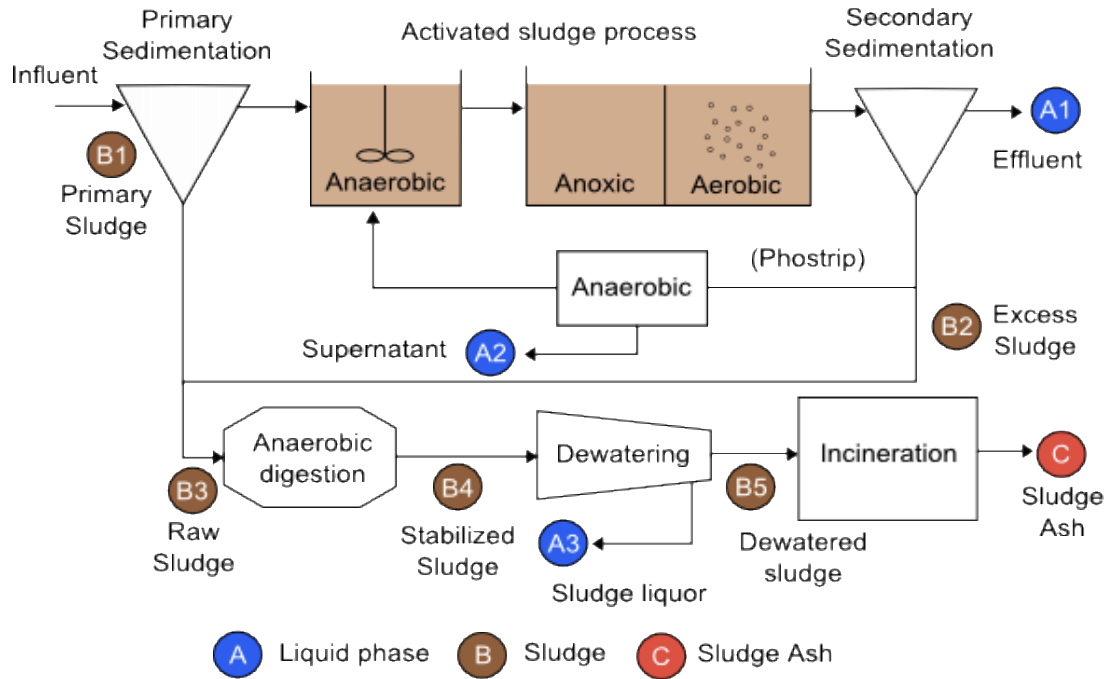 Primary
Sedimentation
Activated sludge process
Secondary
Sedimentation
Influent
A1
B1
Anaerobic
Anoxic
Aerobic
Effluent
Primary
Sludge
(Phostrip)
Anaerobic
B2
Excess
Sludge
Supernatant
A2
Anaerobic
digestion
Dewatering
Incineration
C
B3
B4
B5
Sludge
Ash
Raw
Sludge
Stabilized
Sludge
A3
Dewatered
sludge
Sludge liquor
A Liquid phase B Sludge C Sludge Ash